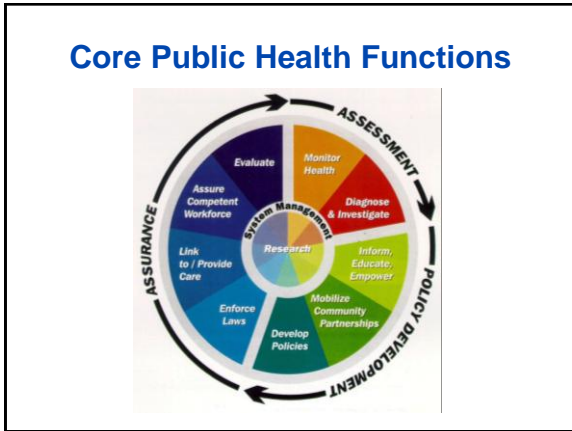 Core Public Health Functions
ASSESSMENT
POLICY DEVELOPMENT
ASSURANCE
Monitor
Health
Diagnose
& Investigate
Inform,
Educate,
Empower
Mobilize
Community
Partnerships
Develop
Policies
Enforce
Laws
Link
to / Provide
Care
Assure
Competent
Workforce
Evaluate
System Management
Research